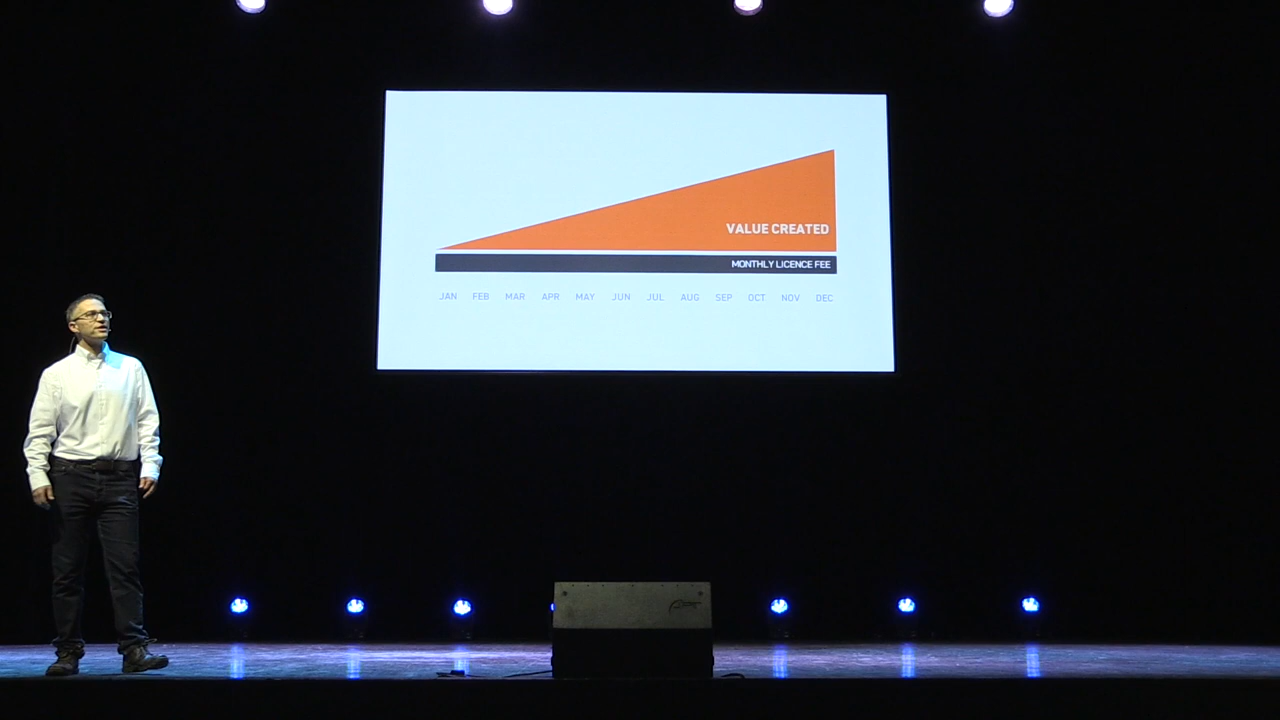 VALUE CREATED
MONTHLY LICENCE FEE
JAN FEB MAR APR MAY JUN JUL AUG SEP OCT NOV DEC